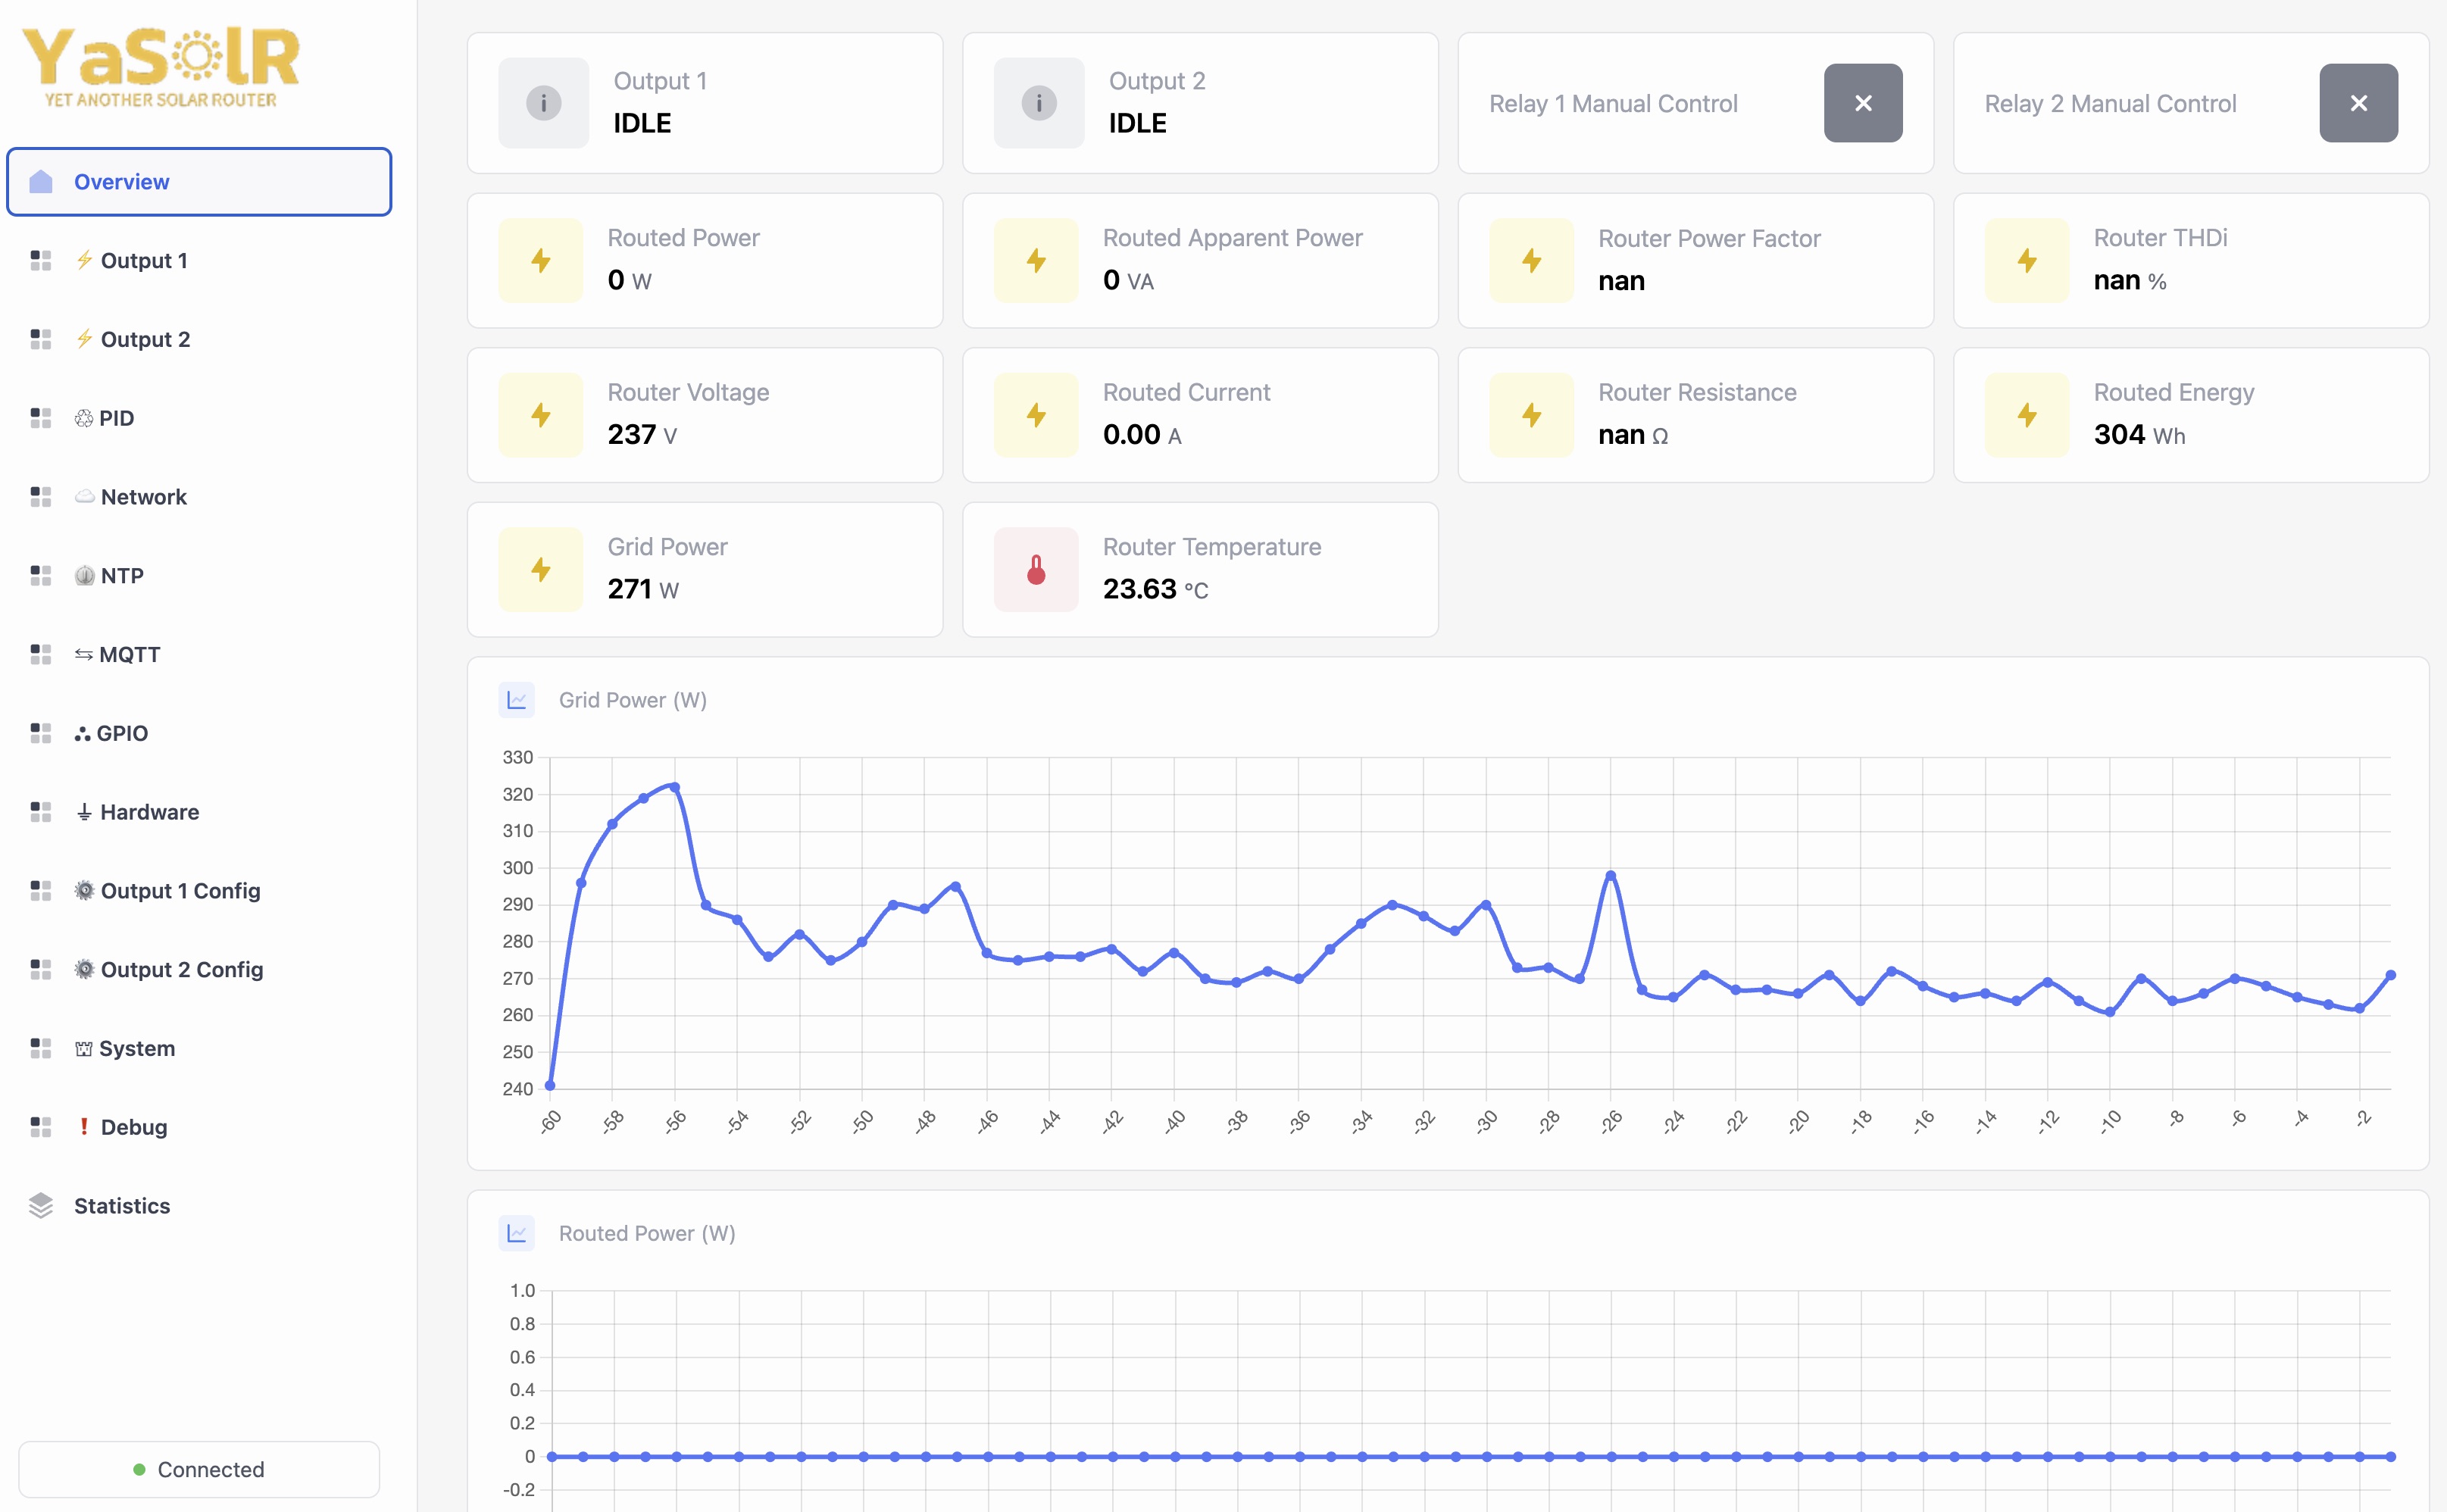 YaSolR
YET ANOTHER SOLAR ROUTER
Overview
⚡ Output 1
⚡ Output 2
♲ PID
☁️ Network
NTP
⇆ MQTT
⛬ GPIO
⏚ Hardware
Output 1 Config
Output 2 Config
System
❗ Debug
Statistics
Connected
Output 1
IDLE
Output 2
IDLE
Relay 1 Manual Control
Relay 2 Manual Control
Routed Power
0 W
Routed Apparent Power
0 VA
Router Power Factor
nan
Router THDi
nan %
Router Voltage
237 V
Routed Current
0.00 A
Router Resistance
nan Ω
Routed Energy
304 Wh
Grid Power
271 W
Router Temperature
23.63 °C
Grid Power (W)
330
320
310
300
290
280
270
260
250
240
-60 -58 -56 -54 -52 -50 -48 -46 -44 -42 -40 -38 -36 -34 -32 -30 -28 -26 -24 -22 -20 -18 -16 -14 -12 -10 -8 -6 -4 -2
Routed Power (W)
1.0
0.8
0.6
0.4
0.2
0
-0.2